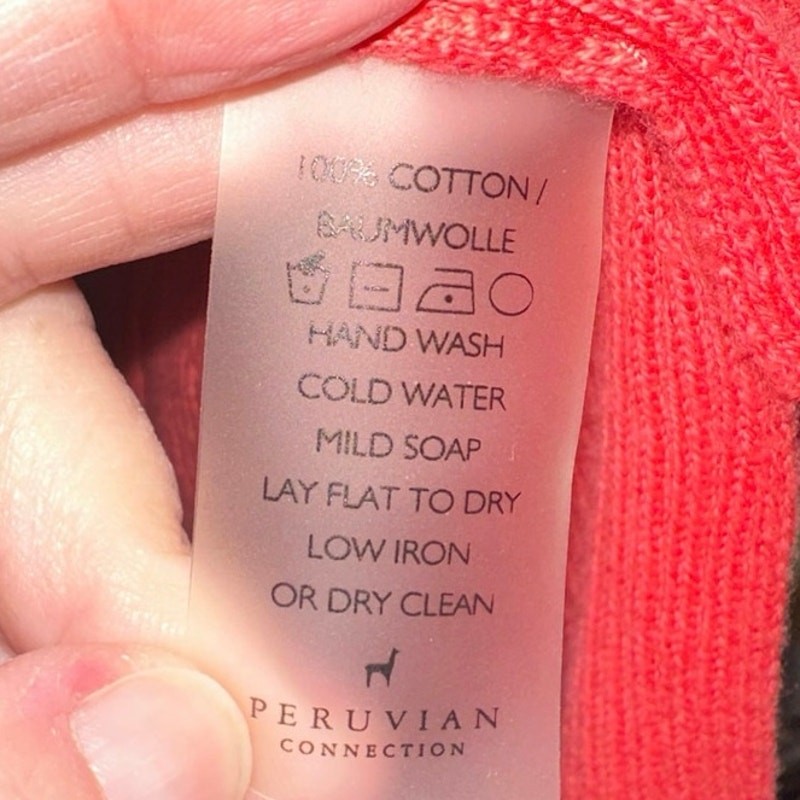 100% COTTON /
BAUMWOLLE
HAND WASH
COLD WATER
MILD SOAP
LAY FLAT TO DRY
LOW IRON
OR DRY CLEAN
PERUVIAN
CONNECTION